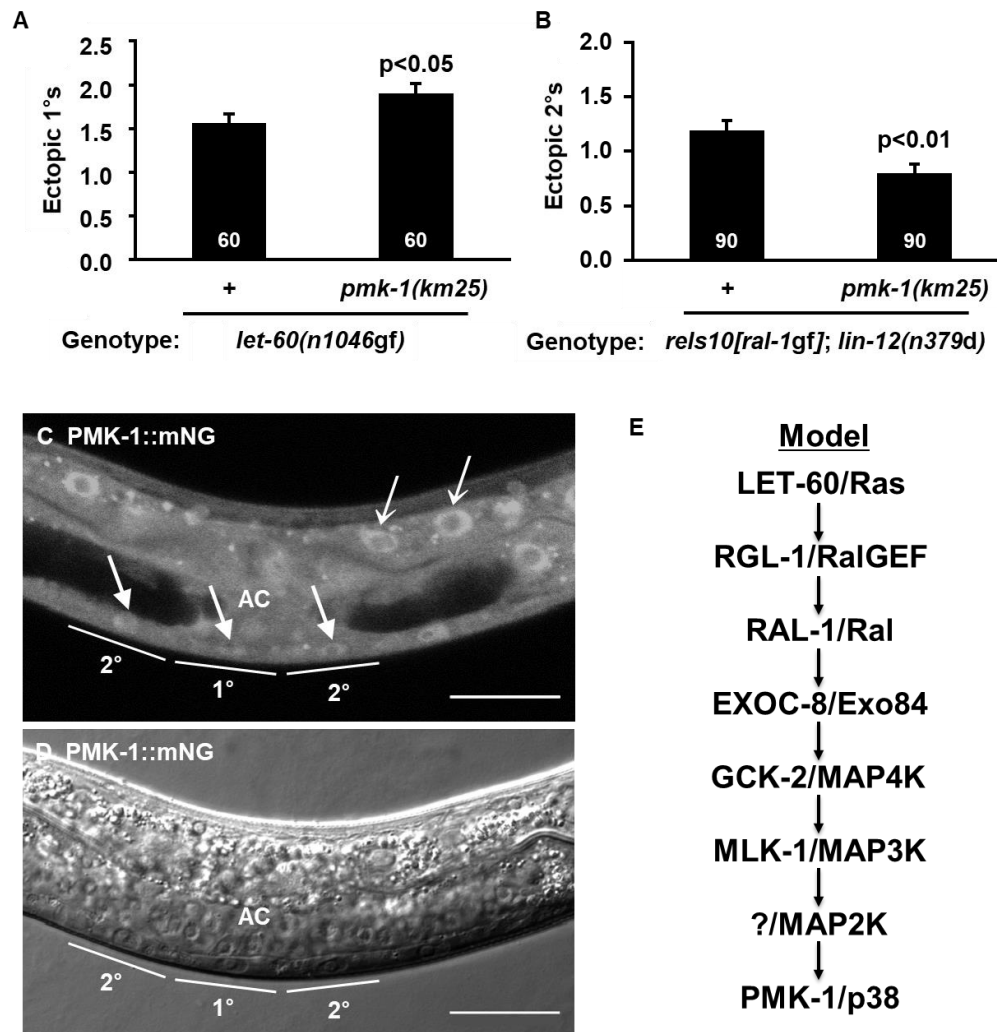 A
Ectopic 1°s
2.5
2.0
1.5
1.0
0.5
0.0
p<0.05
60
60
+
pmk-1(km25)
Genotype:
let-60(n1046gf)
B
Ectopic 2°s
2.0
1.5
1.0
0.5
0.0
p<0.01
90
90
+
pmk-1(km25)
Genotype:
reIs10[ral-1gf]; lin-12(n379d)
C PMK-1::mNG
AC
2°
1°
2°
D PMK-1::mNG
AC
2°
1°
2°
E
Model
LET-60/Ras
RGL-1/RalGEF
RAL-1/Ral
EXOC-8/Exo84
GCK-2/MAP4K
MLK-1/MAP3K
?/MAP2K
PMK-1/p38